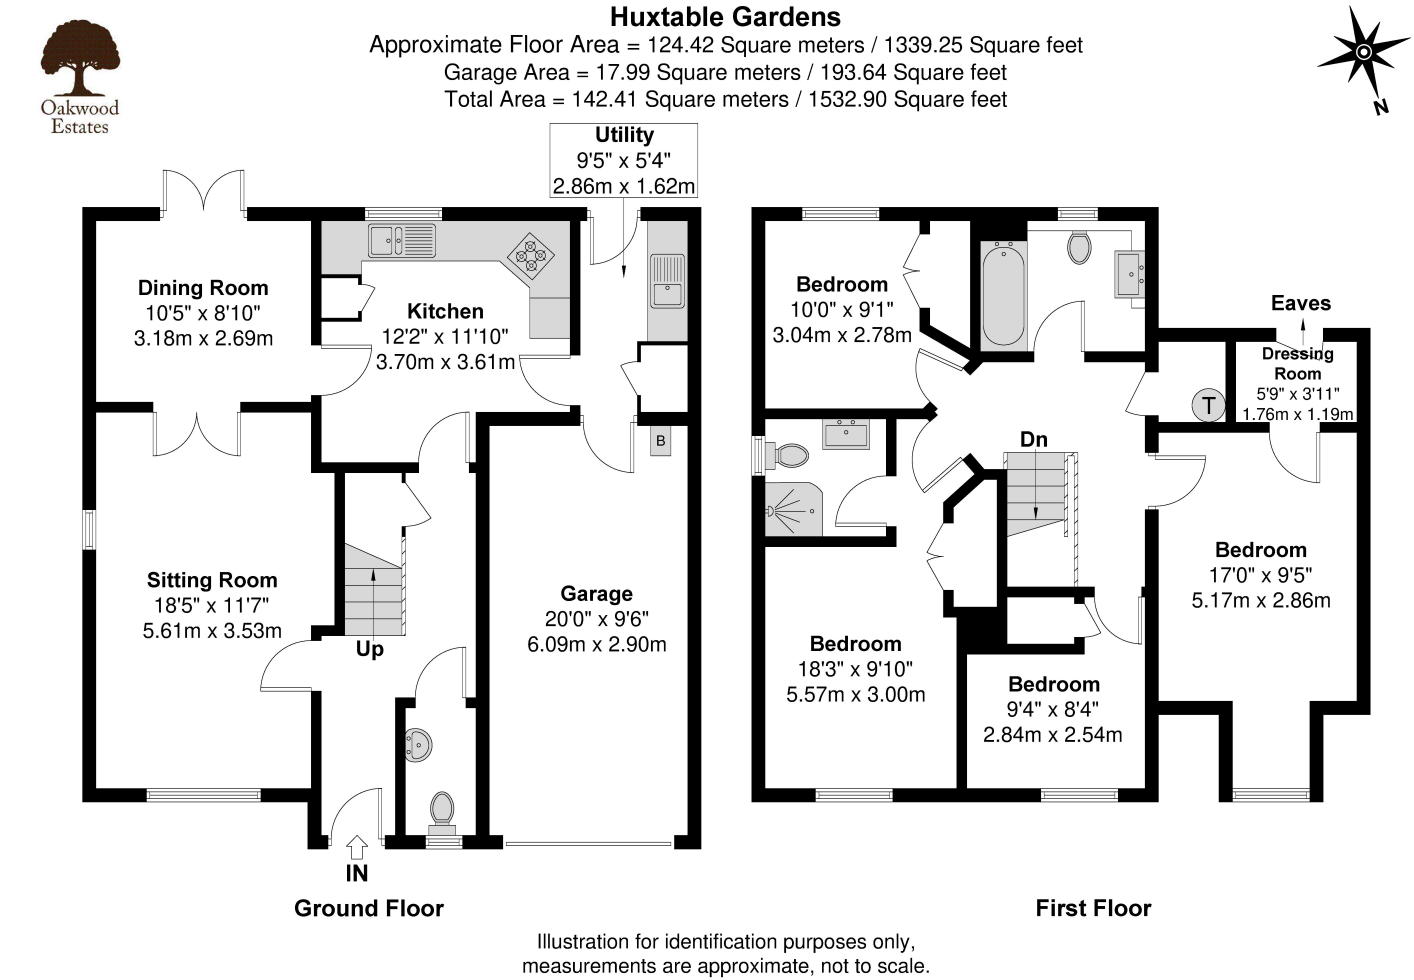 Huxtable Gardens
Approximate Floor Area = 124.42 Square meters / 1339.25 Square feet
Garage Area = 17.99 Square meters / 193.64 Square feet
Total Area = 142.41 Square meters / 1532.90 Square feet
Oakwood
Estates
N
Utility
9'5" x 5'4"
2.86m x 1.62m
Dining Room
10'5" x 8'10"
3.18m x 2.69m
Kitchen
12'2" x 11'10"
3.70m x 3.61m
B
Sitting Room
18'5" x 11'7"
5.61m x 3.53m
Up
Garage
20'0" x 9'6"
6.09m x 2.90m
IN
Ground Floor
Bedroom
10'0" x 9'1"
3.04m x 2.78m
Eaves
Dressing
Room
5'9" x 3'11"
1.76m x 1.19m
T
Dn
Bedroom
17'0" x 9'5"
5.17m x 2.86m
Bedroom
18'3" x 9'10"
5.57m x 3.00m
Bedroom
9'4" x 8'4"
2.84m x 2.54m
First Floor
Illustration for identification purposes only,
measurements are approximate, not to scale.